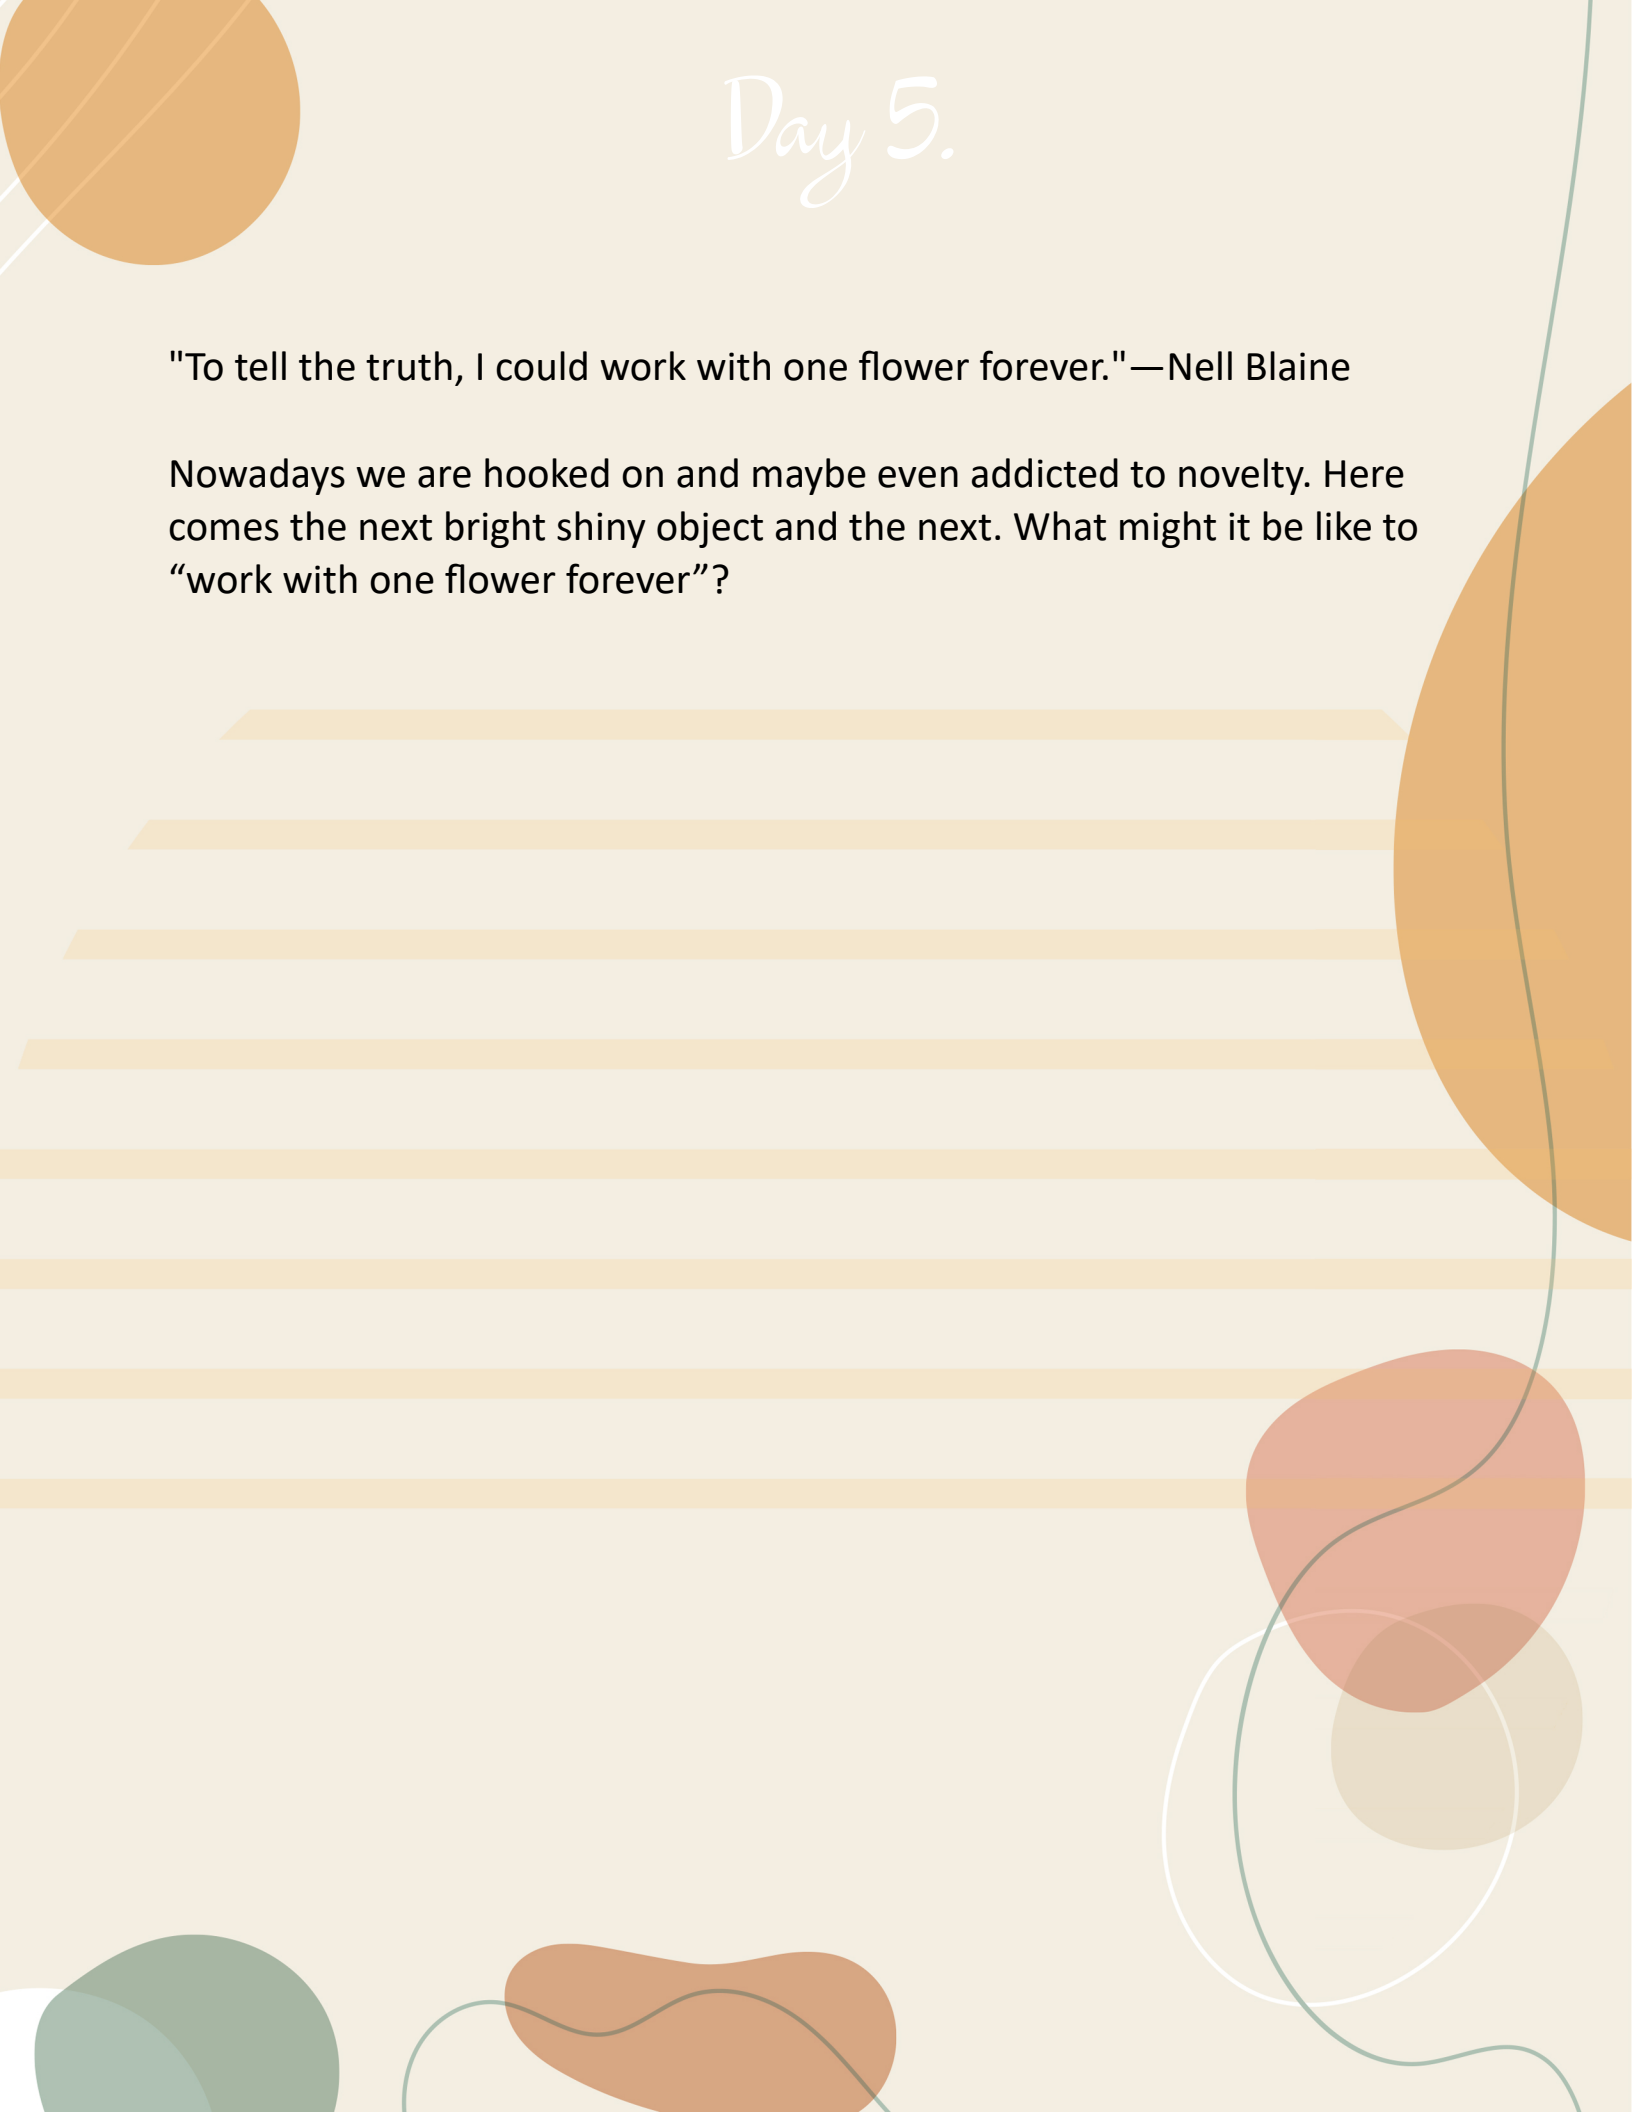 Day 5.
"To tell the truth, I could work with one flower forever."—Nell Blaine
Nowadays we are hooked on and maybe even addicted to novelty. Here
comes the next bright shiny object and the next. What might it be like to
“work with one flower forever”?